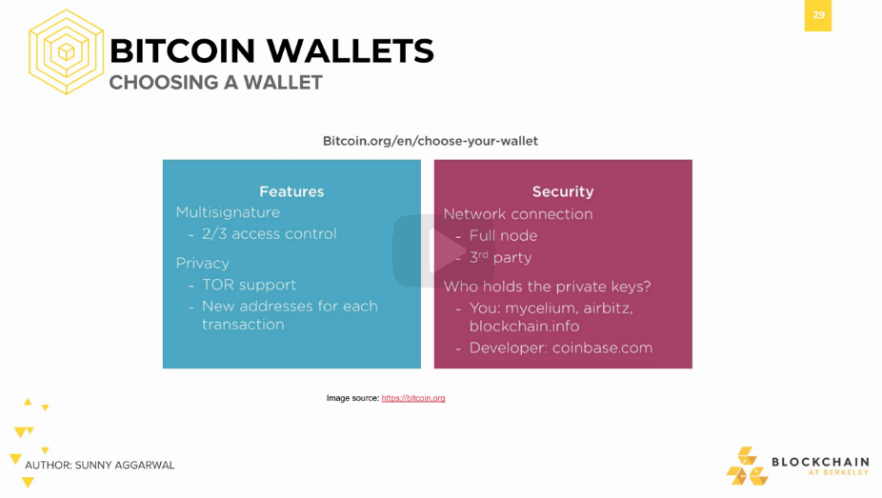 29
BITCOIN WALLETS
CHOOSING A WALLET
Bitcoin.org/en/choose-your-wallet
Features
Multisignature
- 2/3 access control
Privacy
- TOR support
- New addresses for each
transaction
Security
Network connection
- Full node
- 3rd party
Who holds the private keys?
- You: mycelium, airbitz,
blockchain.info
- Developer: coinbase.com
Image source: https://bitcoin.org
AUTHOR: SUNNY AGGARWAL
BLOCKCHAIN
AT BERKELEY